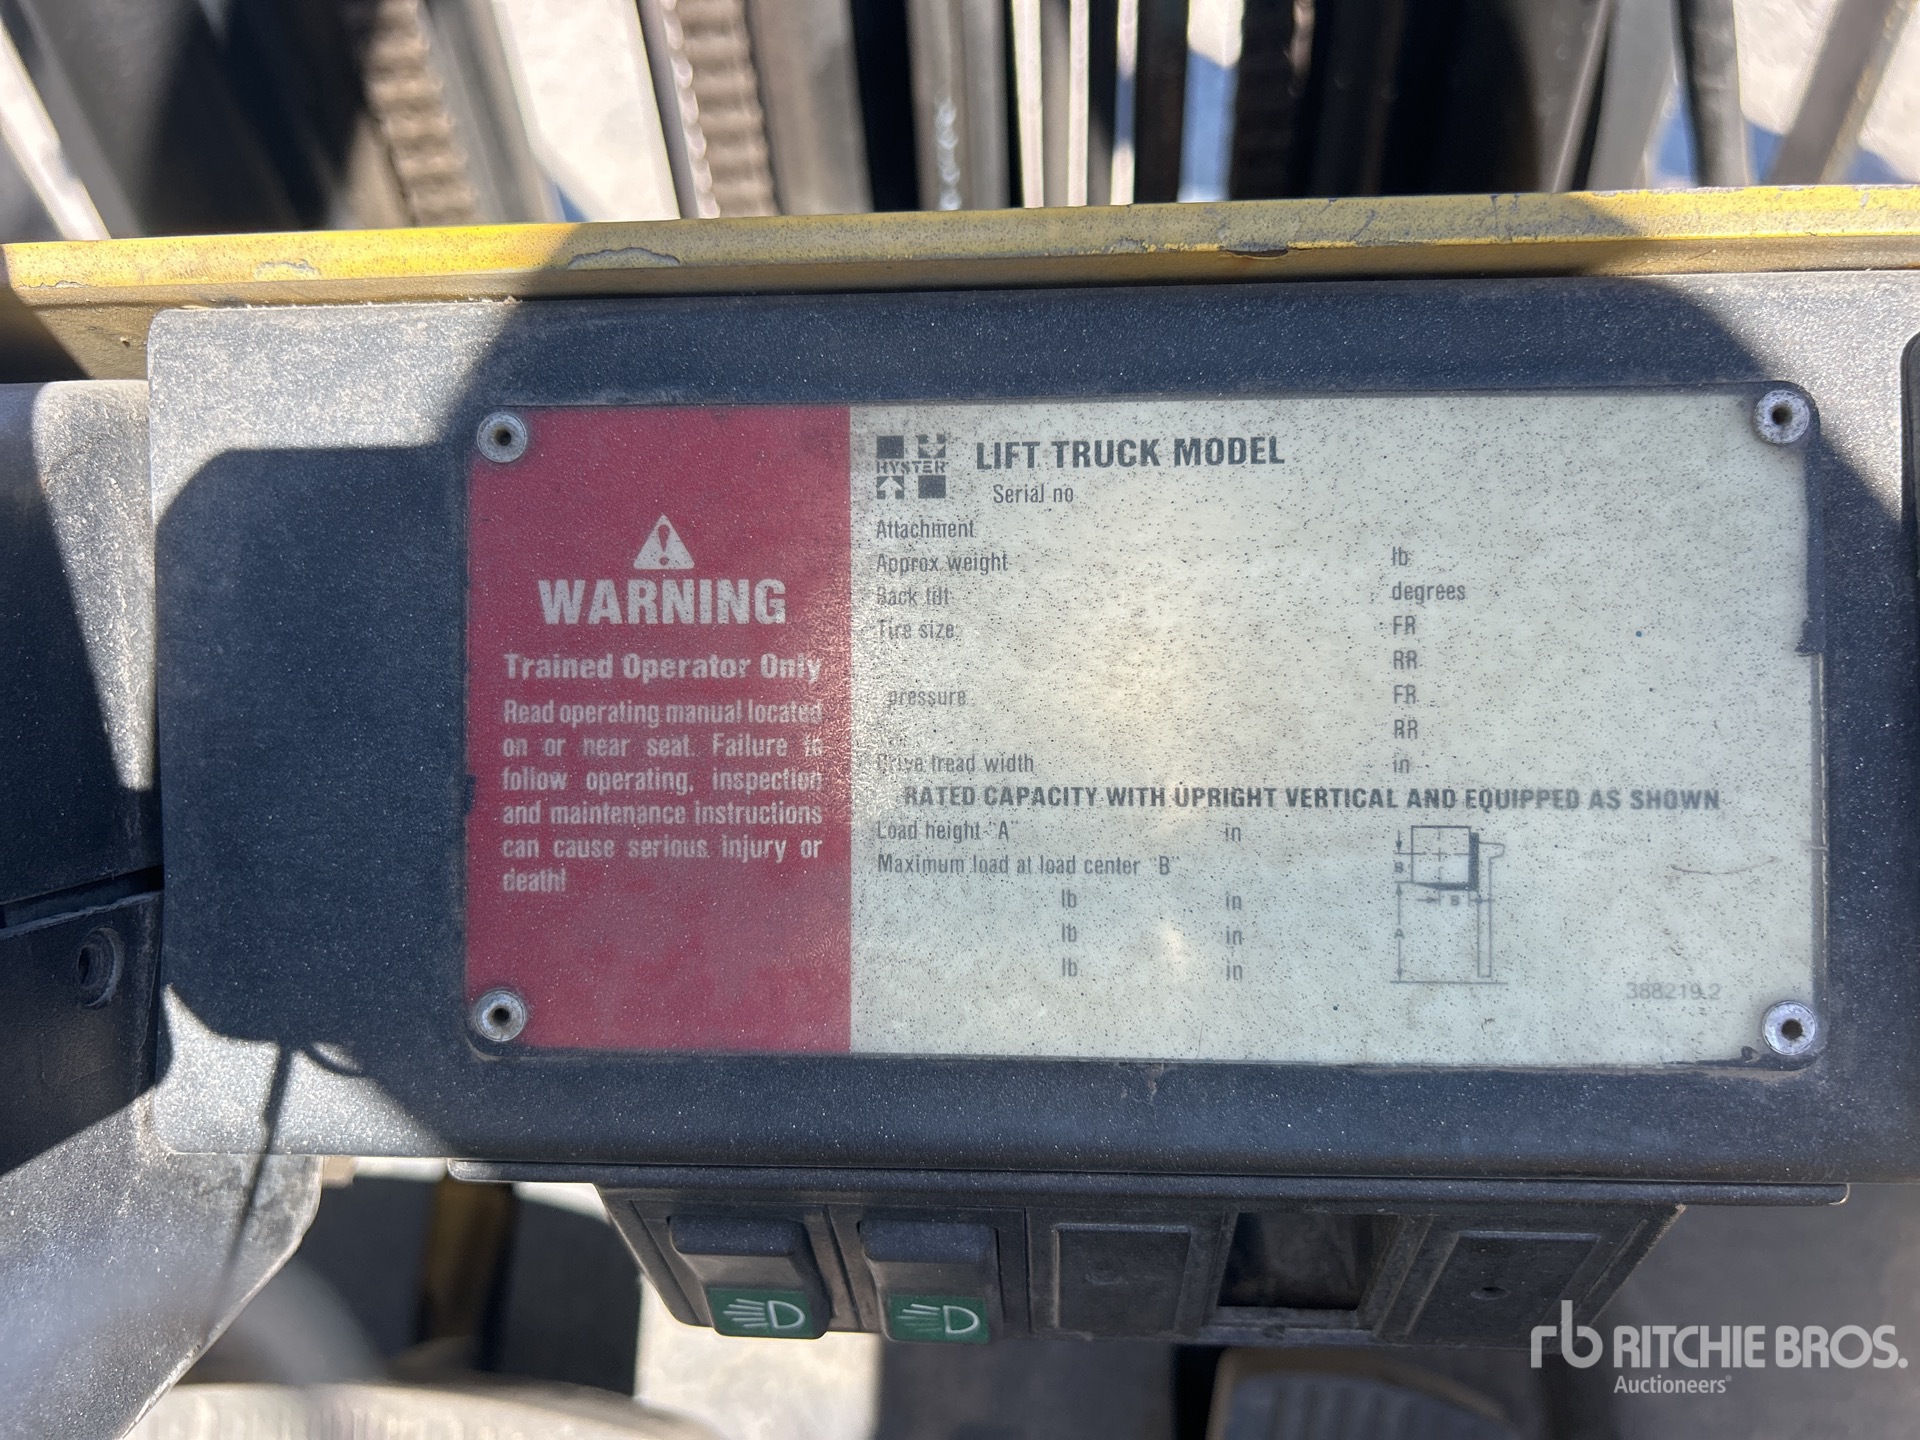 WARNING
Trained Operator Only
Read operating manual located
on or near seat. Failure to
follow operating, inspection
and maintenance instructions
can cause serious injury or
death!
HYSTER
LIFT TRUCK MODEL
Serial no
Attachment
Approx. weight lb
Back tilt degrees
Tire size FR
RR
pressure FR
RR
Drive tread width in
RATED CAPACITY WITH UPRIGHT VERTICAL AND EQUIPPED AS SHOWN
Load height "A" in
Maximum load at load center "B"
lb in
lb in
lb in
B
B
A
388219-2
rb RITCHIE BROS.
Auctioneers